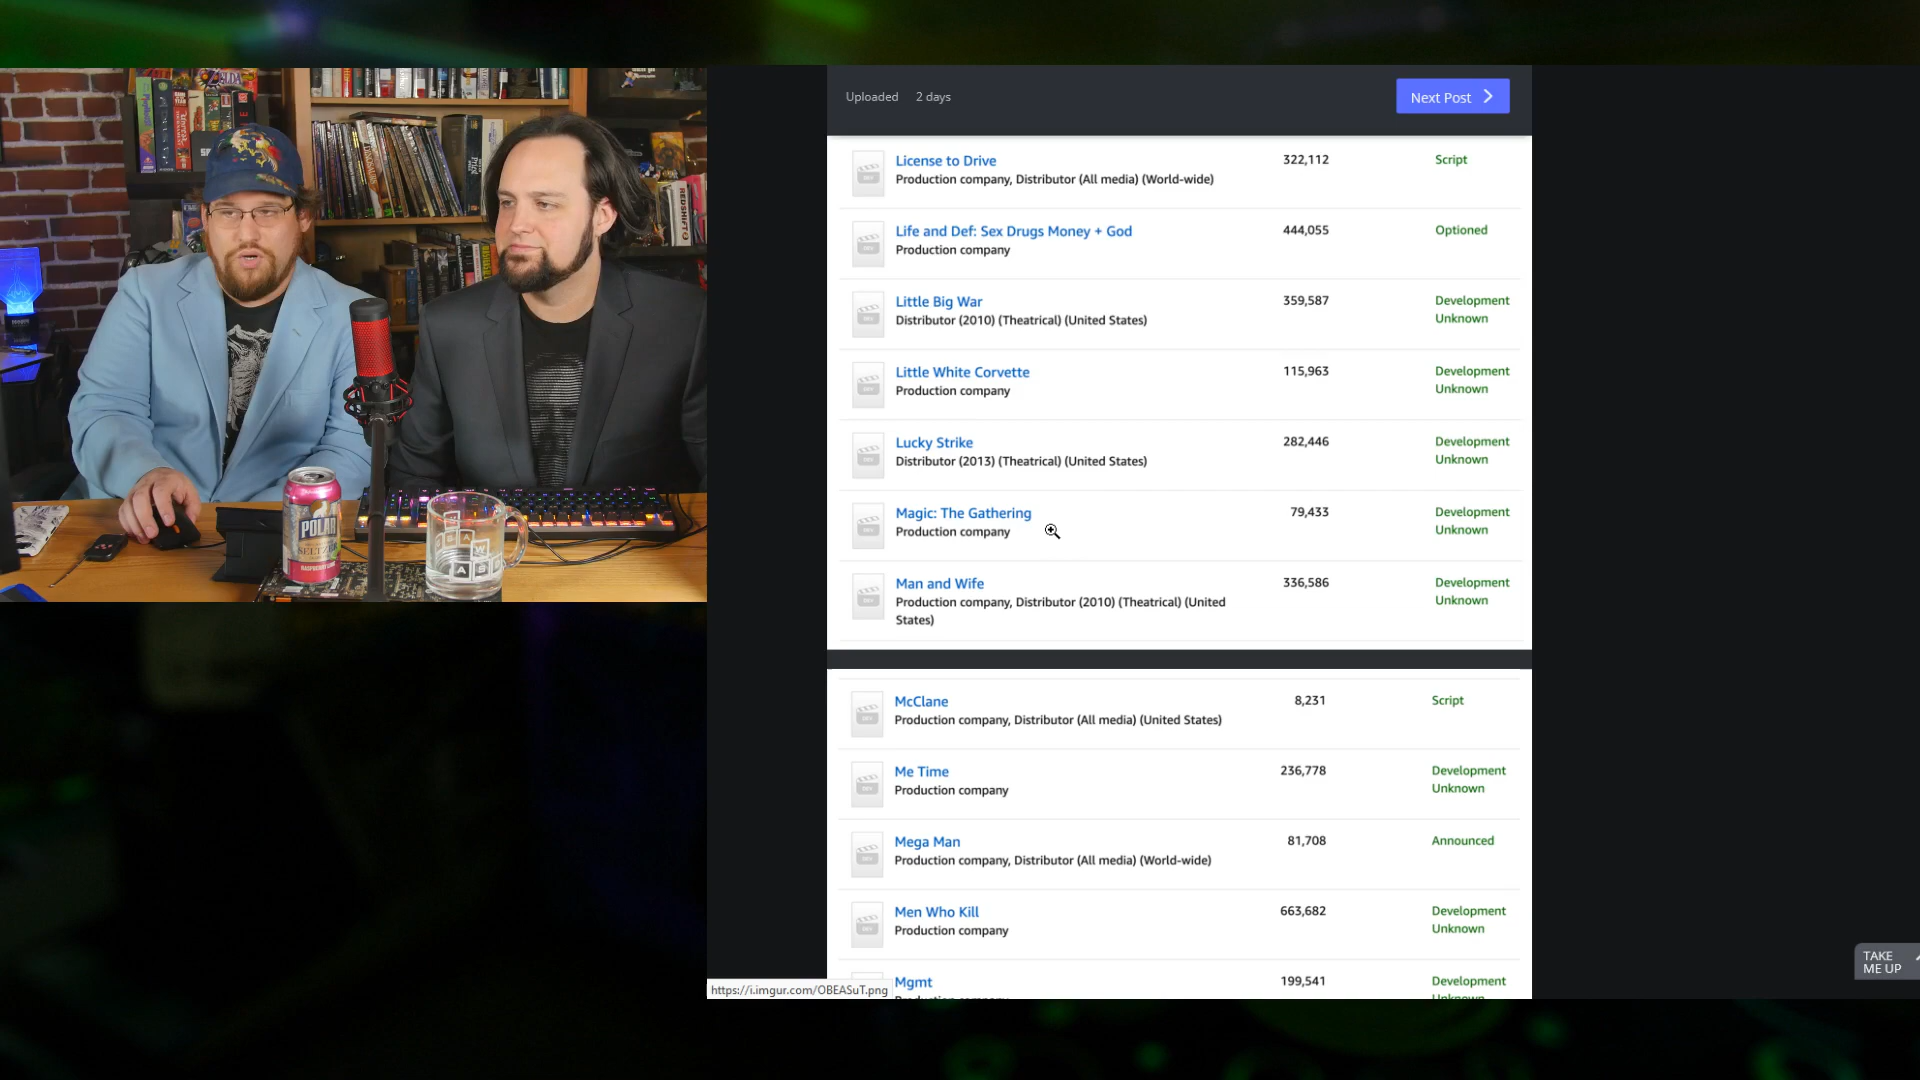 Uploaded 2 days
Next Post
License to Drive 322,112 Script
Production company, Distributor (All media) (World-wide)
Life and Def: Sex Drugs Money + God 444,055 Optioned
Production company
Little Big War 359,587 Development
Distributor (2010) (Theatrical) (United States) Unknown
Little White Corvette 115,963 Development
Production company Unknown
Lucky Strike 282,446 Development
Distributor (2013) (Theatrical) (United States) Unknown
Magic: The Gathering 79,433 Development
Production company Unknown
Man and Wife 336,586 Development
Production company, Distributor (2010) (Theatrical) (United Unknown
States)
McClane 8,231 Script
Production company, Distributor (All media) (United States)
Me Time 236,778 Development
Production company Unknown
Mega Man 81,708 Announced
Production company, Distributor (All media) (World-wide)
Men Who Kill 663,682 Development
Production company Unknown
Mgmt 199,541 Development
https://i.imgur.com/OBEASuT.png
TAKE
ME UP
POLAR
SELTZER
REDSHIRTS
W
A S